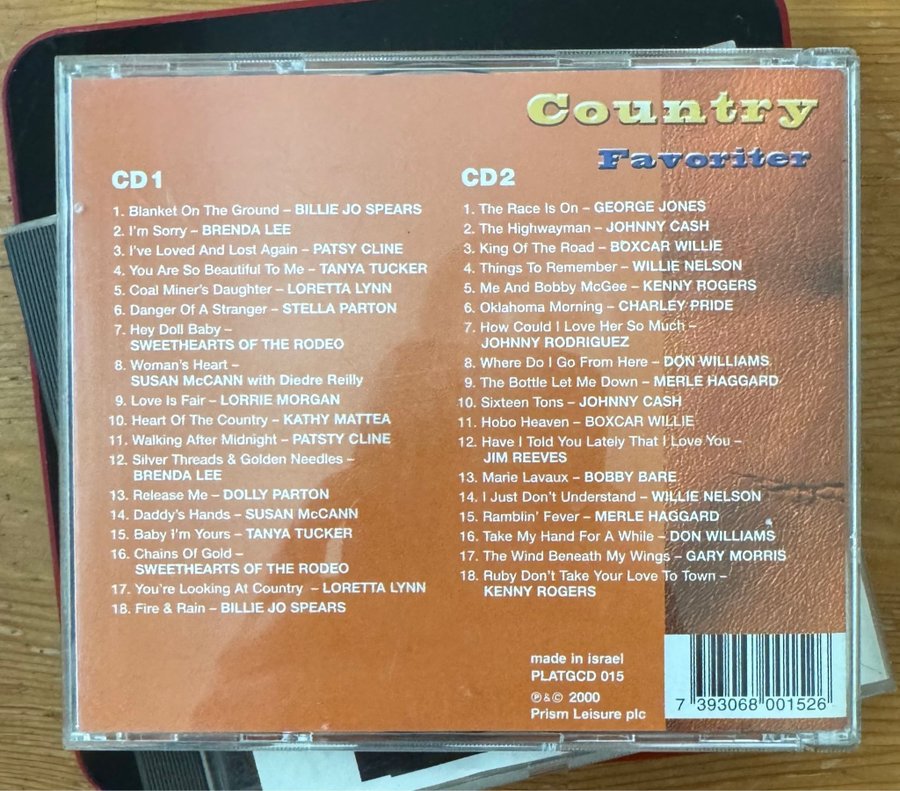 Country
Favoriter
CD1
1. Blanket On The Ground – BILLIE JO SPEARS
2. I'm Sorry – BRENDA LEE
3. I've Loved And Lost Again – PATSY CLINE
4. You Are So Beautiful To Me – TANYA TUCKER
5. Coal Miner's Daughter – LORETTA LYNN
6. Danger Of A Stranger – STELLA PARTON
7. Hey Doll Baby –
SWEETHEARTS OF THE RODEO
8. Woman's Heart –
SUSAN McCANN with Diedre Reilly
9. Love Is Fair – LORRIE MORGAN
10. Heart Of The Country – KATHY MATTEA
11. Walking After Midnight – PATSTY CLINE
12. Silver Threads & Golden Needles –
BRENDA LEE
13. Release Me – DOLLY PARTON
14. Daddy's Hands – SUSAN McCANN
15. Baby I'm Yours – TANYA TUCKER
16. Chains Of Gold –
SWEETHEARTS OF THE RODEO
17. You're Looking At Country – LORETTA LYNN
18. Fire & Rain – BILLIE JO SPEARS
CD2
1. The Race Is On – GEORGE JONES
2. The Highwayman – JOHNNY CASH
3. King Of The Road – BOXCAR WILLIE
4. Things To Remember – WILLIE NELSON
5. Me And Bobby McGee – KENNY ROGERS
6. Oklahoma Morning – CHARLEY PRIDE
7. How Could I Love Her So Much –
JOHNNY RODRIGUEZ
8. Where Do I Go From Here – DON WILLIAMS
9. The Bottle Let Me Down – MERLE HAGGARD
10. Sixteen Tons – JOHNNY CASH
11. Hobo Heaven – BOXCAR WILLIE
12. Have I Told You Lately That I Love You –
JIM REEVES
13. Marie Lavaux – BOBBY BARE
14. I Just Don't Understand – WILLIE NELSON
15. Ramblin' Fever – MERLE HAGGARD
16. Take My Hand For A While – DON WILLIAMS
17. The Wind Beneath My Wings – GARY MORRIS
18. Ruby Don't Take Your Love To Town –
KENNY ROGERS
made in israel
PLATGCD 015
℗&© 2000
Prism Leisure plc
7 393068 001526